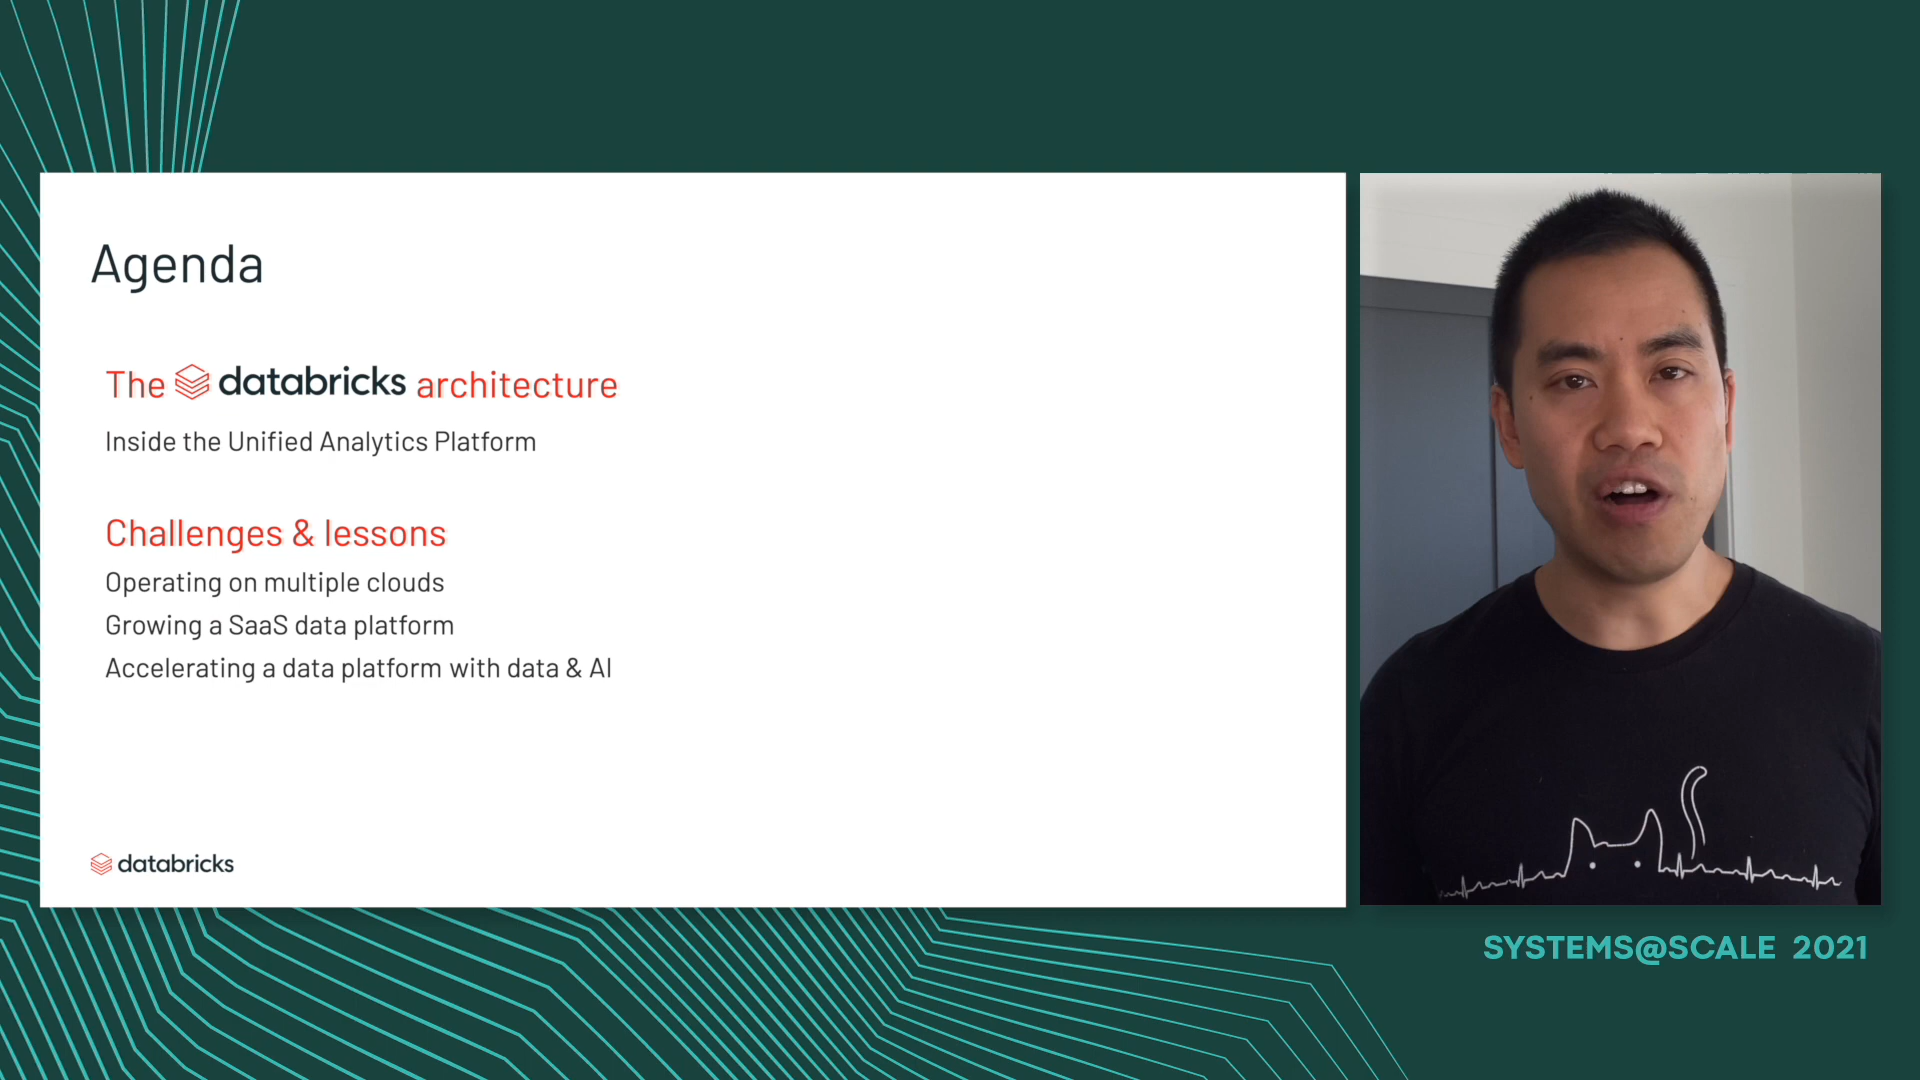 Agenda
The databricks architecture
Inside the Unified Analytics Platform
Challenges & lessons
Operating on multiple clouds
Growing a SaaS data platform
Accelerating a data platform with data & AI
databricks
SYSTEMS@SCALE 2021